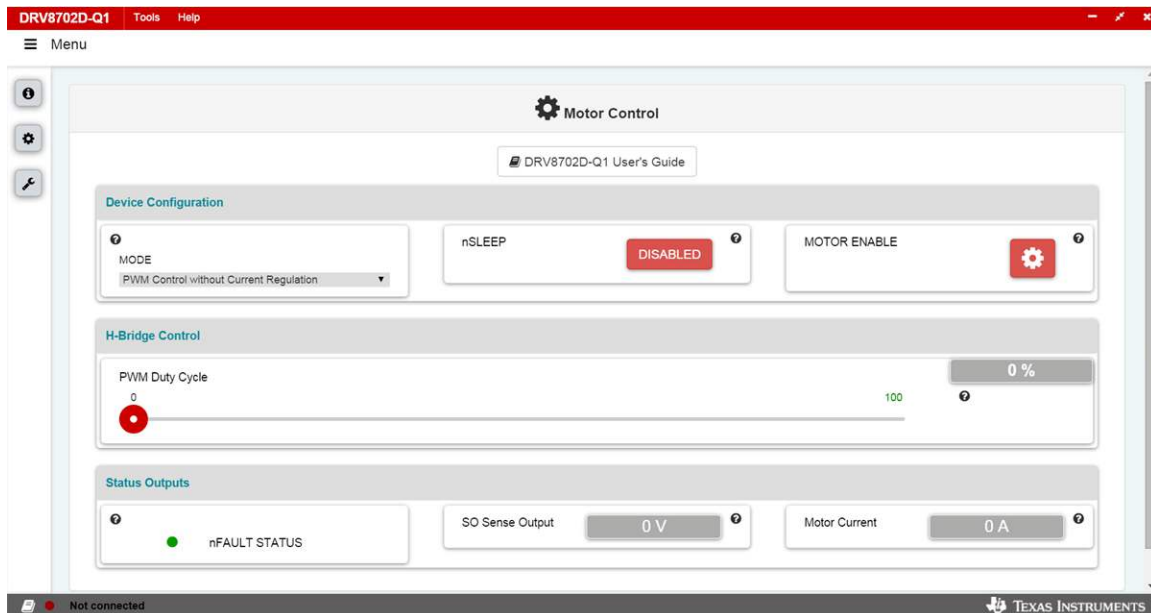 DRV8702D-Q1 Tools Help
Menu
Motor Control
DRV8702D-Q1 User's Guide
Device Configuration
MODE
PWM Control without Current Regulation
nSLEEP
DISABLED
MOTOR ENABLE
H-Bridge Control
PWM Duty Cycle
0 %
0
100
Status Outputs
nFAULT STATUS
SO Sense Output
0 V
Motor Current
0 A
Not connected
TEXAS INSTRUMENTS